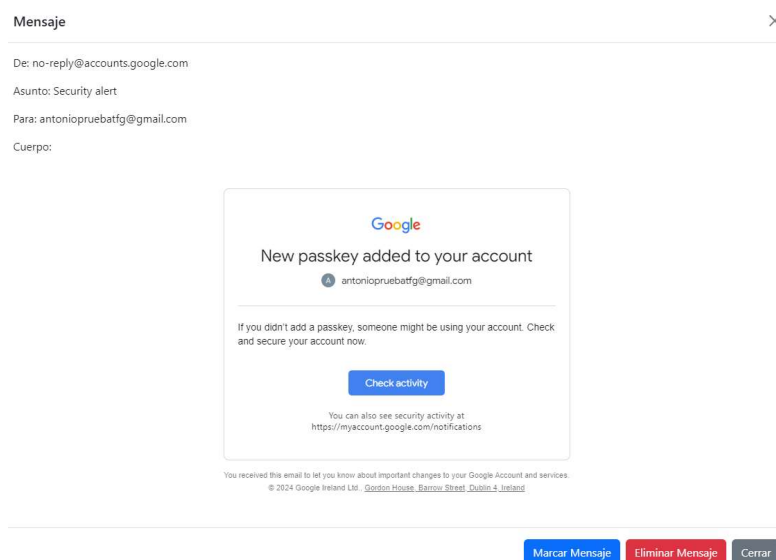 Mensaje
De: no-reply@accounts.google.com
Asunto: Security alert
Para: antoniopruebatfg@gmail.com
Cuerpo:
Google
New passkey added to your account
A antoniopruebatfg@gmail.com
If you didn't add a passkey, someone might be using your account. Check
and secure your account now.
Check activity
You can also see security activity at
https://myaccount.google.com/notifications
You received this email to let you know about important changes to your Google Account and services.
© 2024 Google Ireland Ltd., Gordon House, Barrow Street, Dublin 4, Ireland
Marcar Mensaje Eliminar Mensaje Cerrar